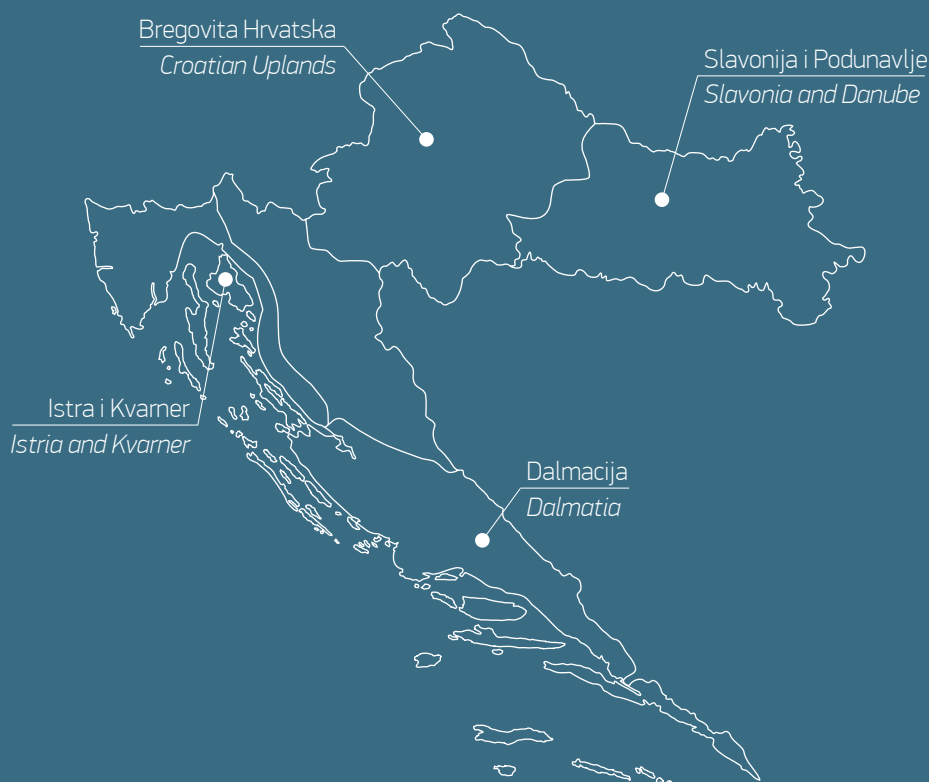 Bregovita Hrvatska
Croatian Uplands
Slavonija i Podunavlje
Slavonia and Danube
Istra i Kvarner
Istria and Kvarner
Dalmacija
Dalmatia